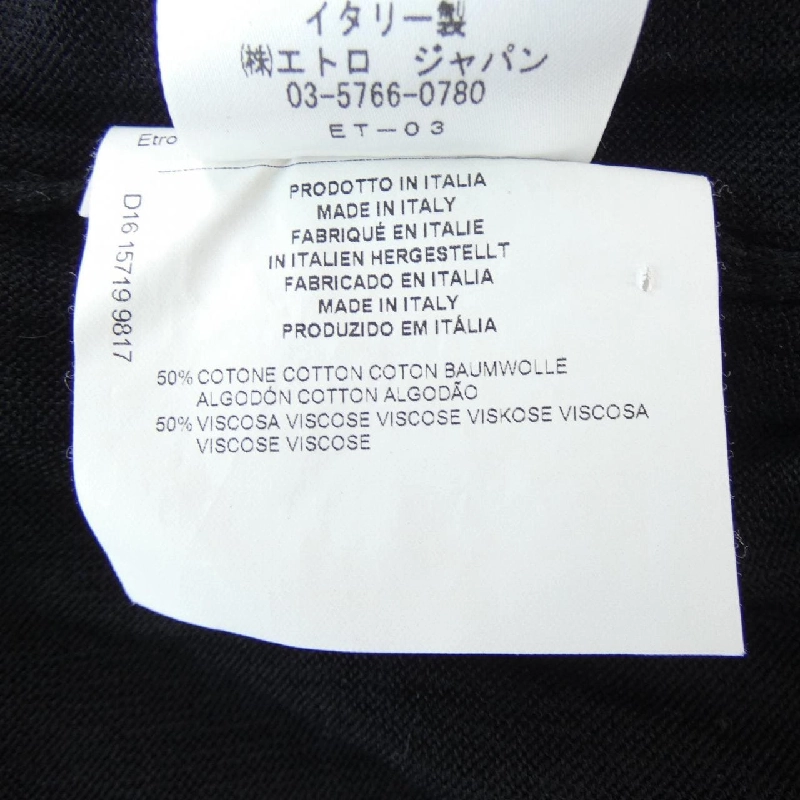 イタリー製
㈱エトロ ジャパン
03-5766-0780
ET-03
Etro
D16 15719 9817
PRODOTTO IN ITALIA
MADE IN ITALY
FABRIQUÉ EN ITALIE
IN ITALIEN HERGESTELLT
FABRICADO EN ITALIA
MADE IN ITALY
PRODUZIDO EM ITÁLIA
50% COTONE COTTON COTON BAUMWOLLE
ALGODÓN COTTON ALGODÃO
50% VISCOSA VISCOSE VISCOSE VISKOSE VISCOSA
VISCOSE VISCOSE